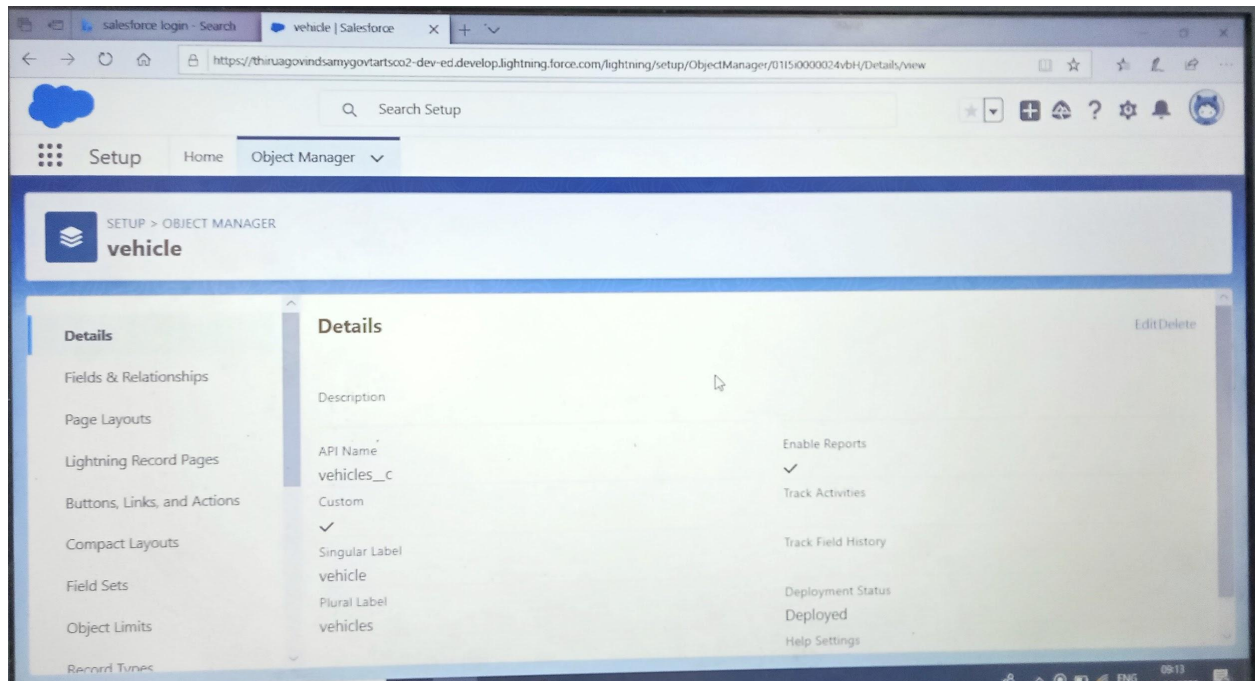 salesforce login - Search
vehicle | Salesforce
https://thiruagovindsamygovtartsco2-dev-ed.develop.lightning.force.com/lightning/setup/ObjectManager/01I5i0000024vbH/Details/view
Search Setup
Setup
Home
Object Manager
SETUP > OBJECT MANAGER
vehicle
Details
Fields & Relationships
Page Layouts
Lightning Record Pages
Buttons, Links, and Actions
Compact Layouts
Field Sets
Object Limits
Record Types
Details
Edit Delete
Description
API Name
vehicles__c
Custom
Singular Label
vehicle
Plural Label
vehicles
Enable Reports
Track Activities
Track Field History
Deployment Status
Deployed
Help Settings
ENG
09:13